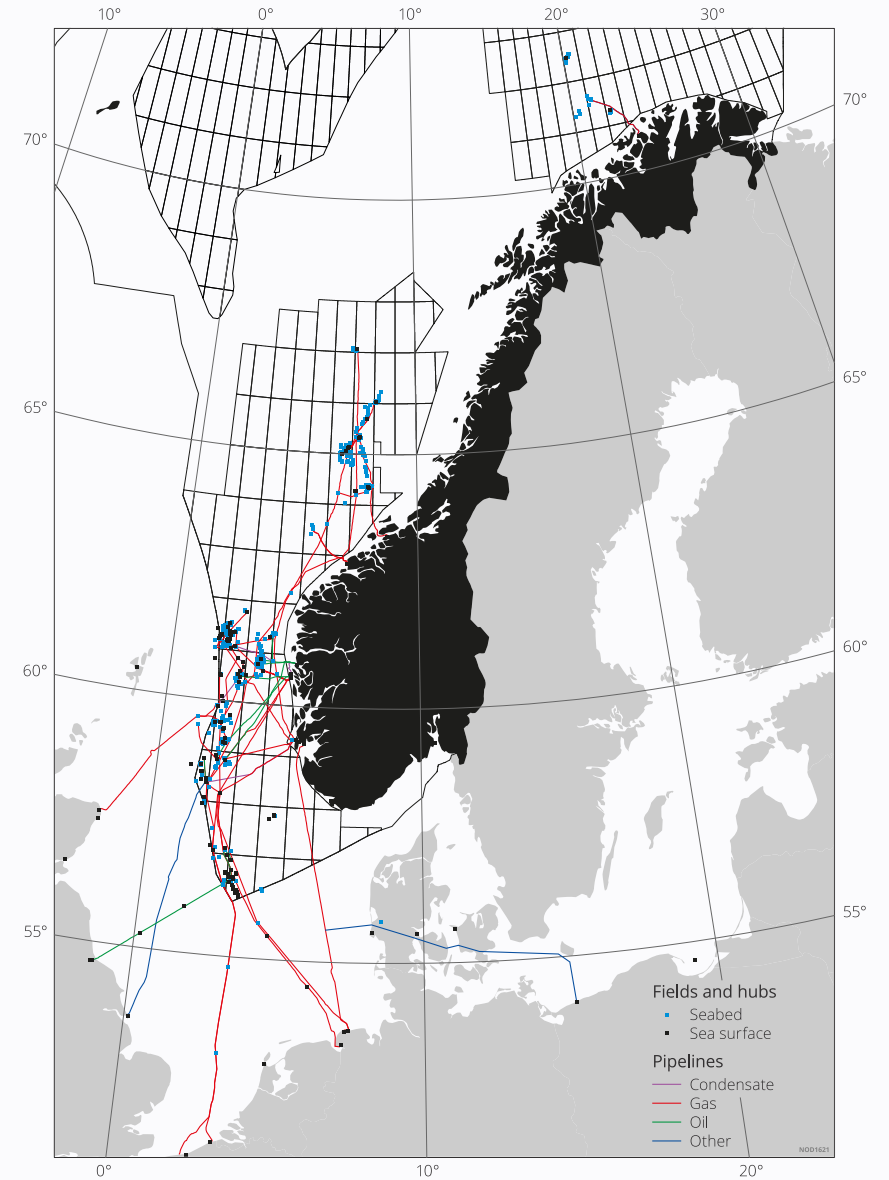 10° 0° 10° 20° 30°
70°
70°
65°
65°
60°
60°
55°
55°
Fields and hubs
Seabed
Sea surface
Pipelines
Condensate
Gas
Oil
Other
NOD1621
0° 10° 20°